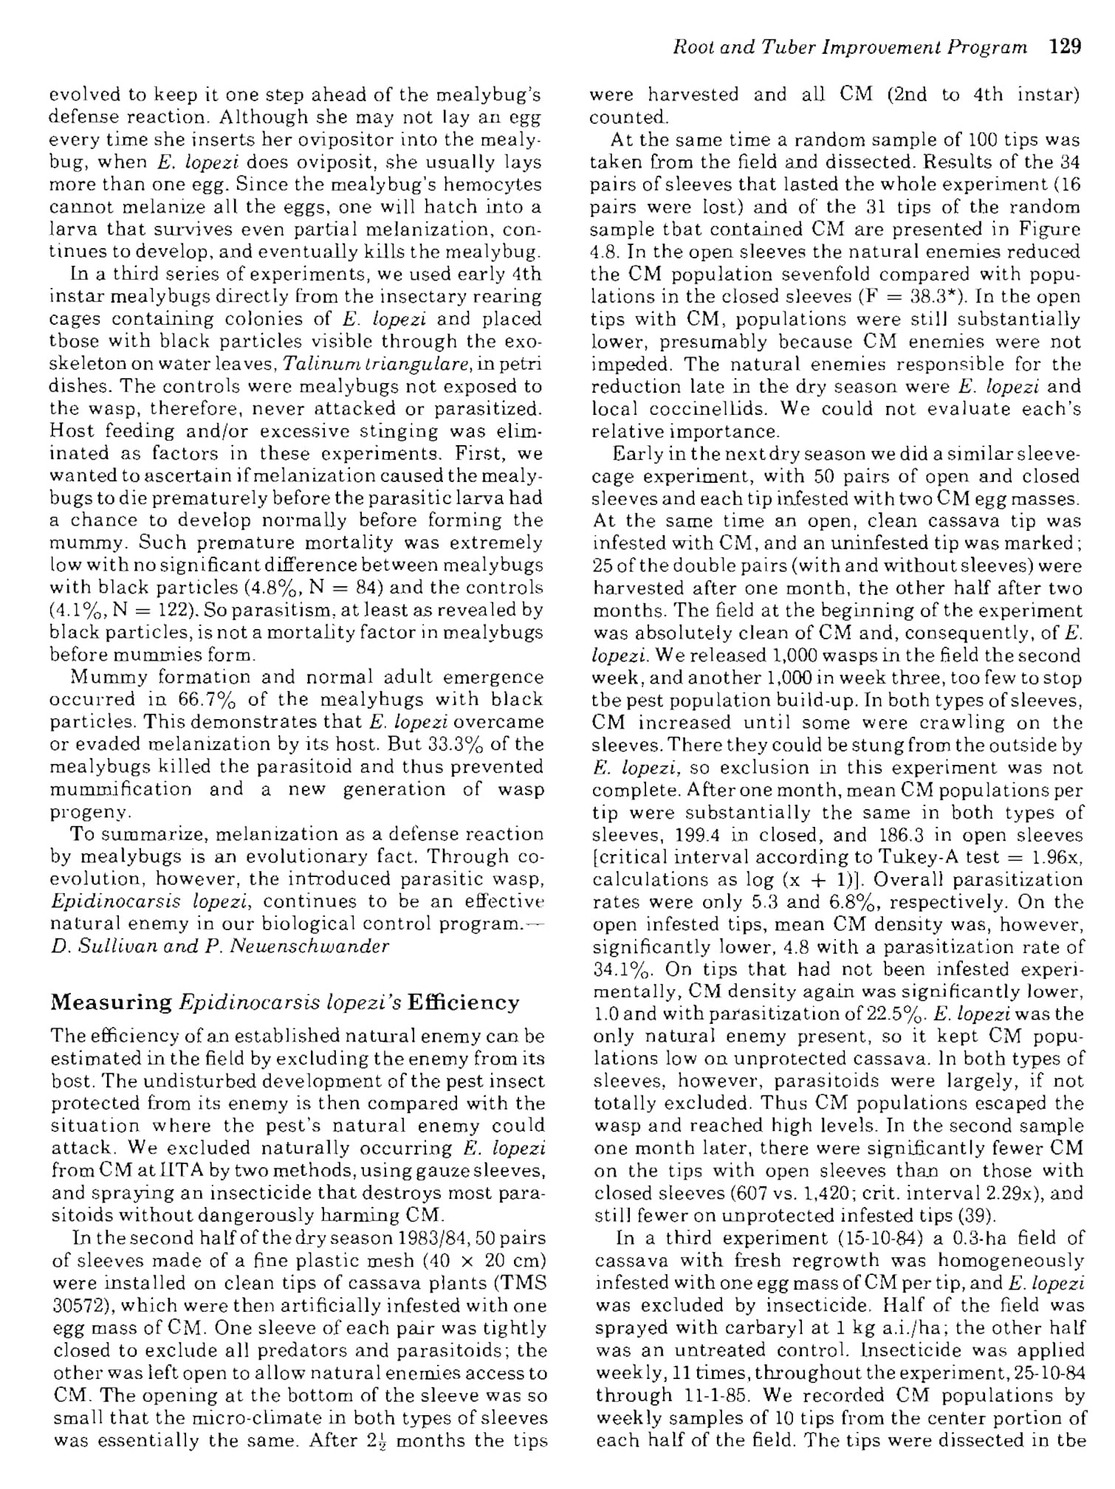 Root and Tuber Improvement Program 129
evolved to keep it one step ahead of the mealybug's
defense reaction. Although she may not lay an egg
every time she inserts her ovipositor into the mealy-
bug, when E. lopezi does oviposit, she usually lays
more than one egg. Since the mealybug's hemocytes
cannot melanize all the eggs, one will hatch into a
larva that survives even partial melanization, con-
tinues to develop, and eventually kills the mealybug.
In a third series of experiments, we used early 4th
instar mealybugs directly from the insectary rearing
cages containing colonies of E. lopezi and placed
tbose with black particles visible through the exo-
skeleton on water leaves, Talinum triangulare, in petri
dishes. The controls were mealybugs not exposed to
the wasp, therefore, never attacked or parasitized.
Host feeding and/or excessive stinging was elim-
inated as factors in these experiments. First, we
wanted to ascertain if melanization caused the mealy-
bugs to die prematurely before the parasitic larva had
a chance to develop normally before forming the
mummy. Such premature mortality was extremely
low with no significant difference between mealybugs
with black particles (4.8%, N = 84) and the controls
(4.1%, N = 122). So parasitism, at least as revealed by
black particles, is not a mortality factor in mealybugs
before mummies form.
Mummy formation and normal adult emergence
occurred in 66.7% of the mealyhugs with black
particles. This demonstrates that E. lopezi overcame
or evaded melanization by its host. But 33.3% of the
mealybugs killed the parasitoid and thus prevented
mummification and a new generation of wasp
progeny.
To summarize, melanization as a defense reaction
by mealybugs is an evolutionary fact. Through co-
evolution, however, the introduced parasitic wasp,
Epidinocarsis lopezi, continues to be an effective
natural enemy in our biological control program.—
D. Sullivan and P. Neuenschwander
Measuring Epidinocarsis lopezi's Efficiency
The efficiency of an established natural enemy can be
estimated in the field by excluding the enemy from its
bost. The undisturbed development of the pest insect
protected from its enemy is then compared with the
situation where the pest's natural enemy could
attack. We excluded naturally occurring E. lopezi
from CM at IITA by two methods, using gauze sleeves,
and spraying an insecticide that destroys most para-
sitoids without dangerously harming CM.
In the second half of the dry season 1983/84, 50 pairs
of sleeves made of a fine plastic mesh (40 × 20 cm)
were installed on clean tips of cassava plants (TMS
30572), which were then artificially infested with one
egg mass of CM. One sleeve of each pair was tightly
closed to exclude all predators and parasitoids; the
other was left open to allow natural enemies access to
CM. The opening at the bottom of the sleeve was so
small that the micro-climate in both types of sleeves
was essentially the same. After 2½ months the tips
were harvested and all CM (2nd to 4th instar)
counted.
At the same time a random sample of 100 tips was
taken from the field and dissected. Results of the 34
pairs of sleeves that lasted the whole experiment (16
pairs were lost) and of the 31 tips of the random
sample tbat contained CM are presented in Figure
4.8. In the open sleeves the natural enemies reduced
the CM population sevenfold compared with popu-
lations in the closed sleeves (F = 38.3*). In the open
tips with CM, populations were still substantially
lower, presumably because CM enemies were not
impeded. The natural enemies responsible for the
reduction late in the dry season were E. lopezi and
local coccinellids. We could not evaluate each's
relative importance.
Early in the next dry season we did a similar sleeve-
cage experiment, with 50 pairs of open and closed
sleeves and each tip infested with two CM egg masses.
At the same time an open, clean cassava tip was
infested with CM, and an uninfested tip was marked;
25 of the double pairs (with and without sleeves) were
harvested after one month, the other half after two
months. The field at the beginning of the experiment
was absolutely clean of CM and, consequently, of E.
lopezi. We released 1,000 wasps in the field the second
week, and another 1,000 in week three, too few to stop
tbe pest population build-up. In both types of sleeves,
CM increased until some were crawling on the
sleeves. There they could be stung from the outside by
E. lopezi, so exclusion in this experiment was not
complete. After one month, mean CM populations per
tip were substantially the same in both types of
sleeves, 199.4 in closed, and 186.3 in open sleeves
[critical interval according to Tukey-A test = 1.96x,
calculations as log (x + 1)]. Overall parasitization
rates were only 5.3 and 6.8%, respectively. On the
open infested tips, mean CM density was, however,
significantly lower, 4.8 with a parasitization rate of
34.1%. On tips that had not been infested experi-
mentally, CM density again was significantly lower,
1.0 and with parasitization of 22.5%. E. lopezi was the
only natural enemy present, so it kept CM popu-
lations low on unprotected cassava. In both types of
sleeves, however, parasitoids were largely, if not
totally excluded. Thus CM populations escaped the
wasp and reached high levels. In the second sample
one month later, there were significantly fewer CM
on the tips with open sleeves than on those with
closed sleeves (607 vs. 1,420; crit. interval 2.29x), and
still fewer on unprotected infested tips (39).
In a third experiment (15-10-84) a 0.3-ha field of
cassava with fresh regrowth was homogeneously
infested with one egg mass of CM per tip, and E. lopezi
was excluded by insecticide. Half of the field was
sprayed with carbaryl at 1 kg a.i./ha; the other half
was an untreated control. Insecticide was applied
weekly, 11 times, throughout the experiment, 25-10-84
through 11-1-85. We recorded CM populations by
weekly samples of 10 tips from the center portion of
each half of the field. The tips were dissected in tbe